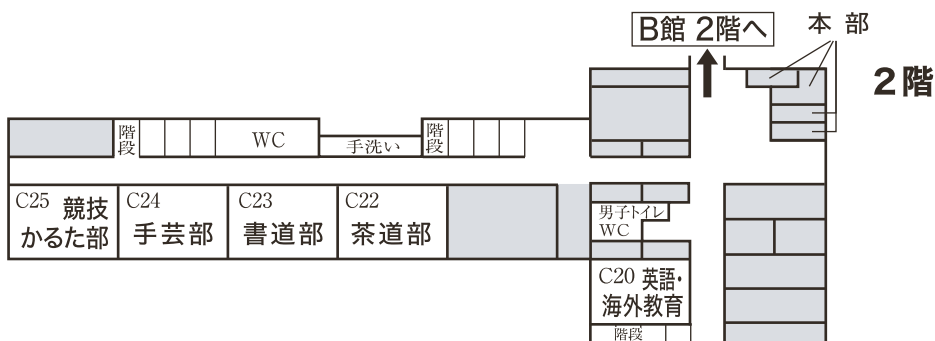 B館 2階へ
本 部
2階
階段
WC
手洗い
階段
C25 競技
かるた部
C24
手芸部
C23
書道部
C22
茶道部
男子トイレ
WC
C20 英語・
海外教育
階段